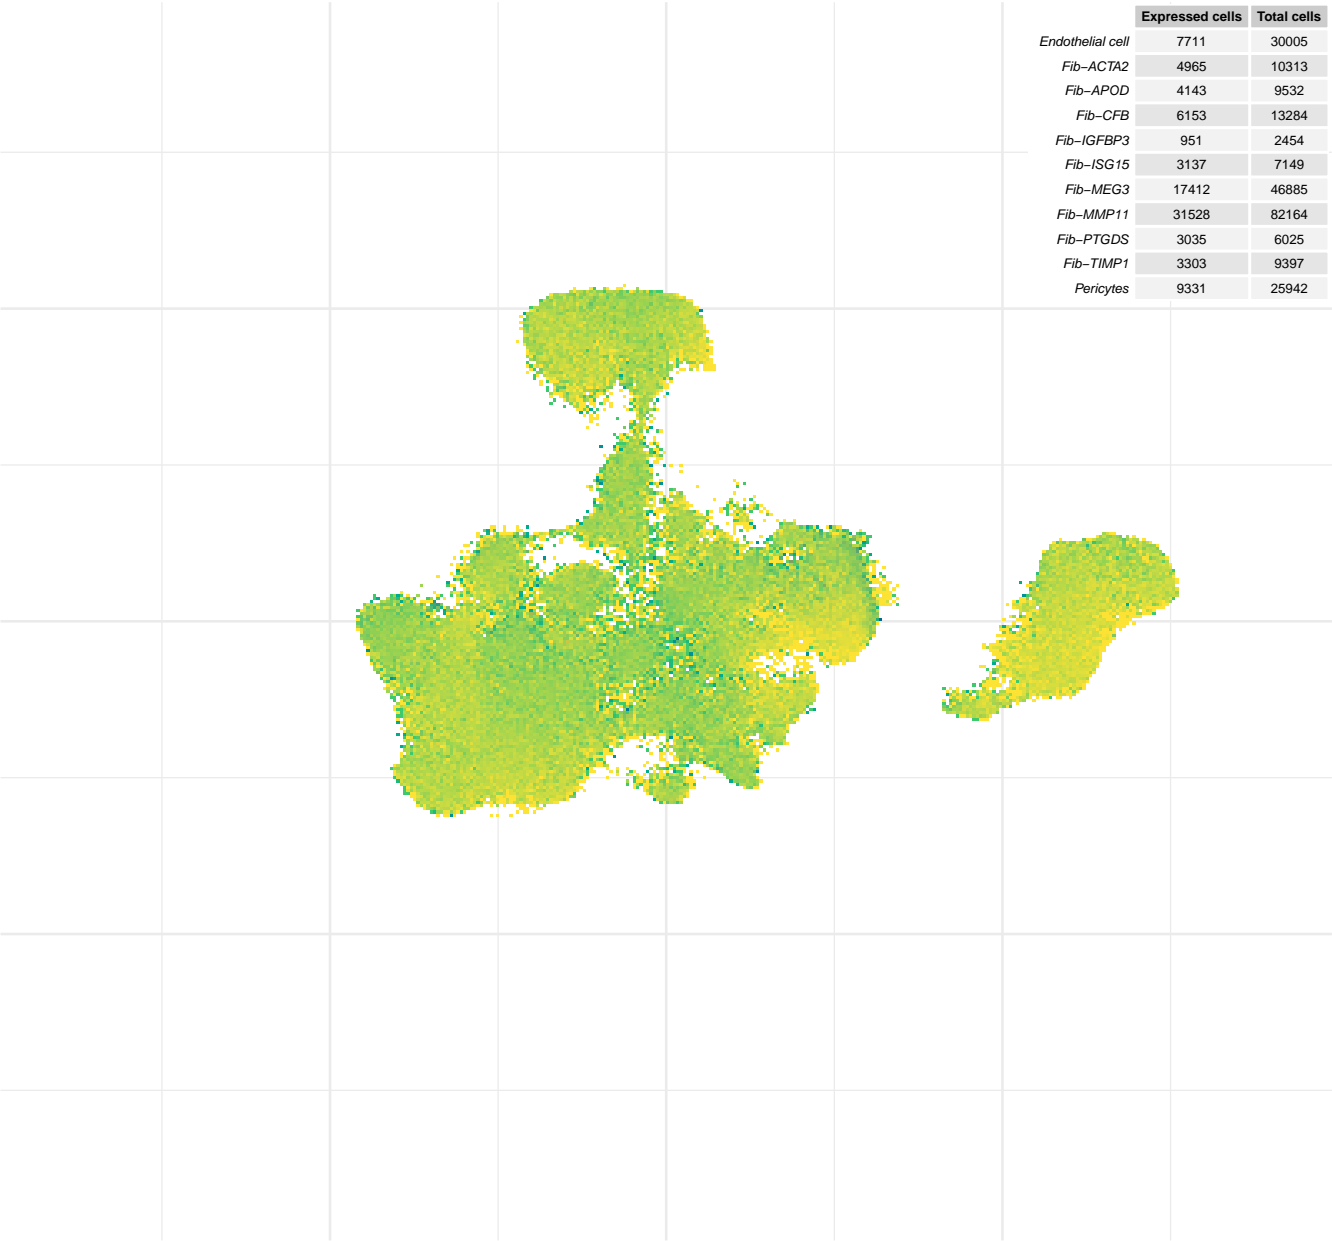 Expressed cells Total cells
Endothelial cell 7711 30005
Fib−ACTA2 4965 10313
Fib−APOD 4143 9532
Fib−CFB 6153 13284
Fib−IGFBP3 951 2454
Fib−ISG15 3137 7149
Fib−MEG3 17412 46885
Fib−MMP11 31528 82164
Fib−PTGDS 3035 6025
Fib−TIMP1 3303 9397
Pericytes 9331 25942